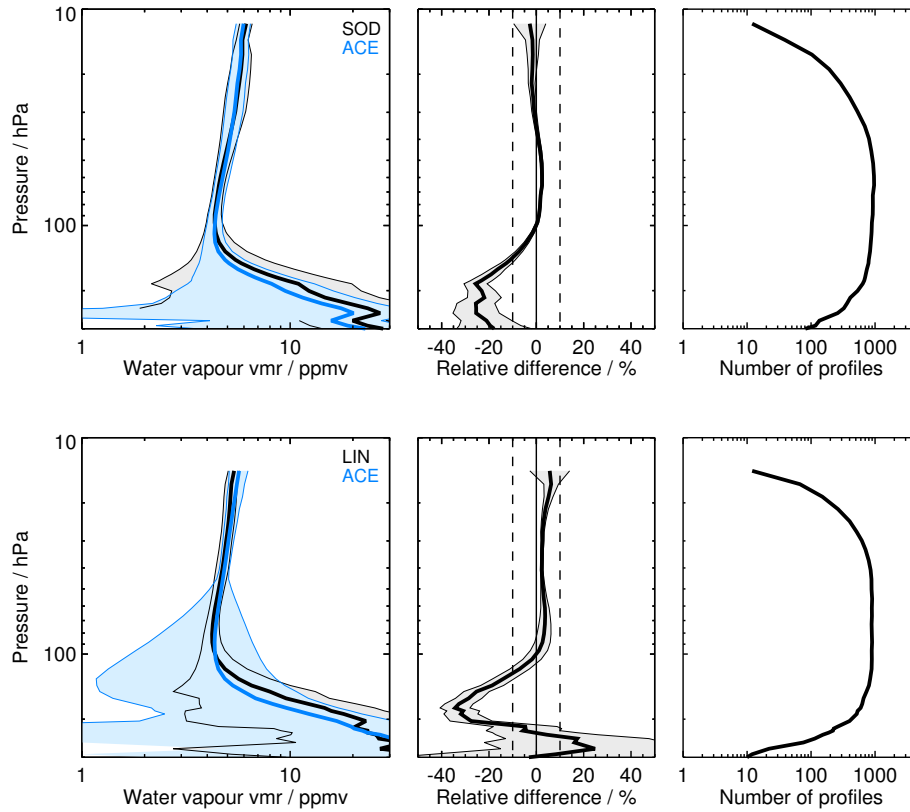 10
100
Pressure / hPa
SOD
ACE
1
10
Water vapour vmr / ppmv
-40
-20
0
20
40
Relative difference / %
1
10
100
1000
Number of profiles
10
100
Pressure / hPa
LIN
ACE
1
10
Water vapour vmr / ppmv
-40
-20
0
20
40
Relative difference / %
1
10
100
1000
Number of profiles